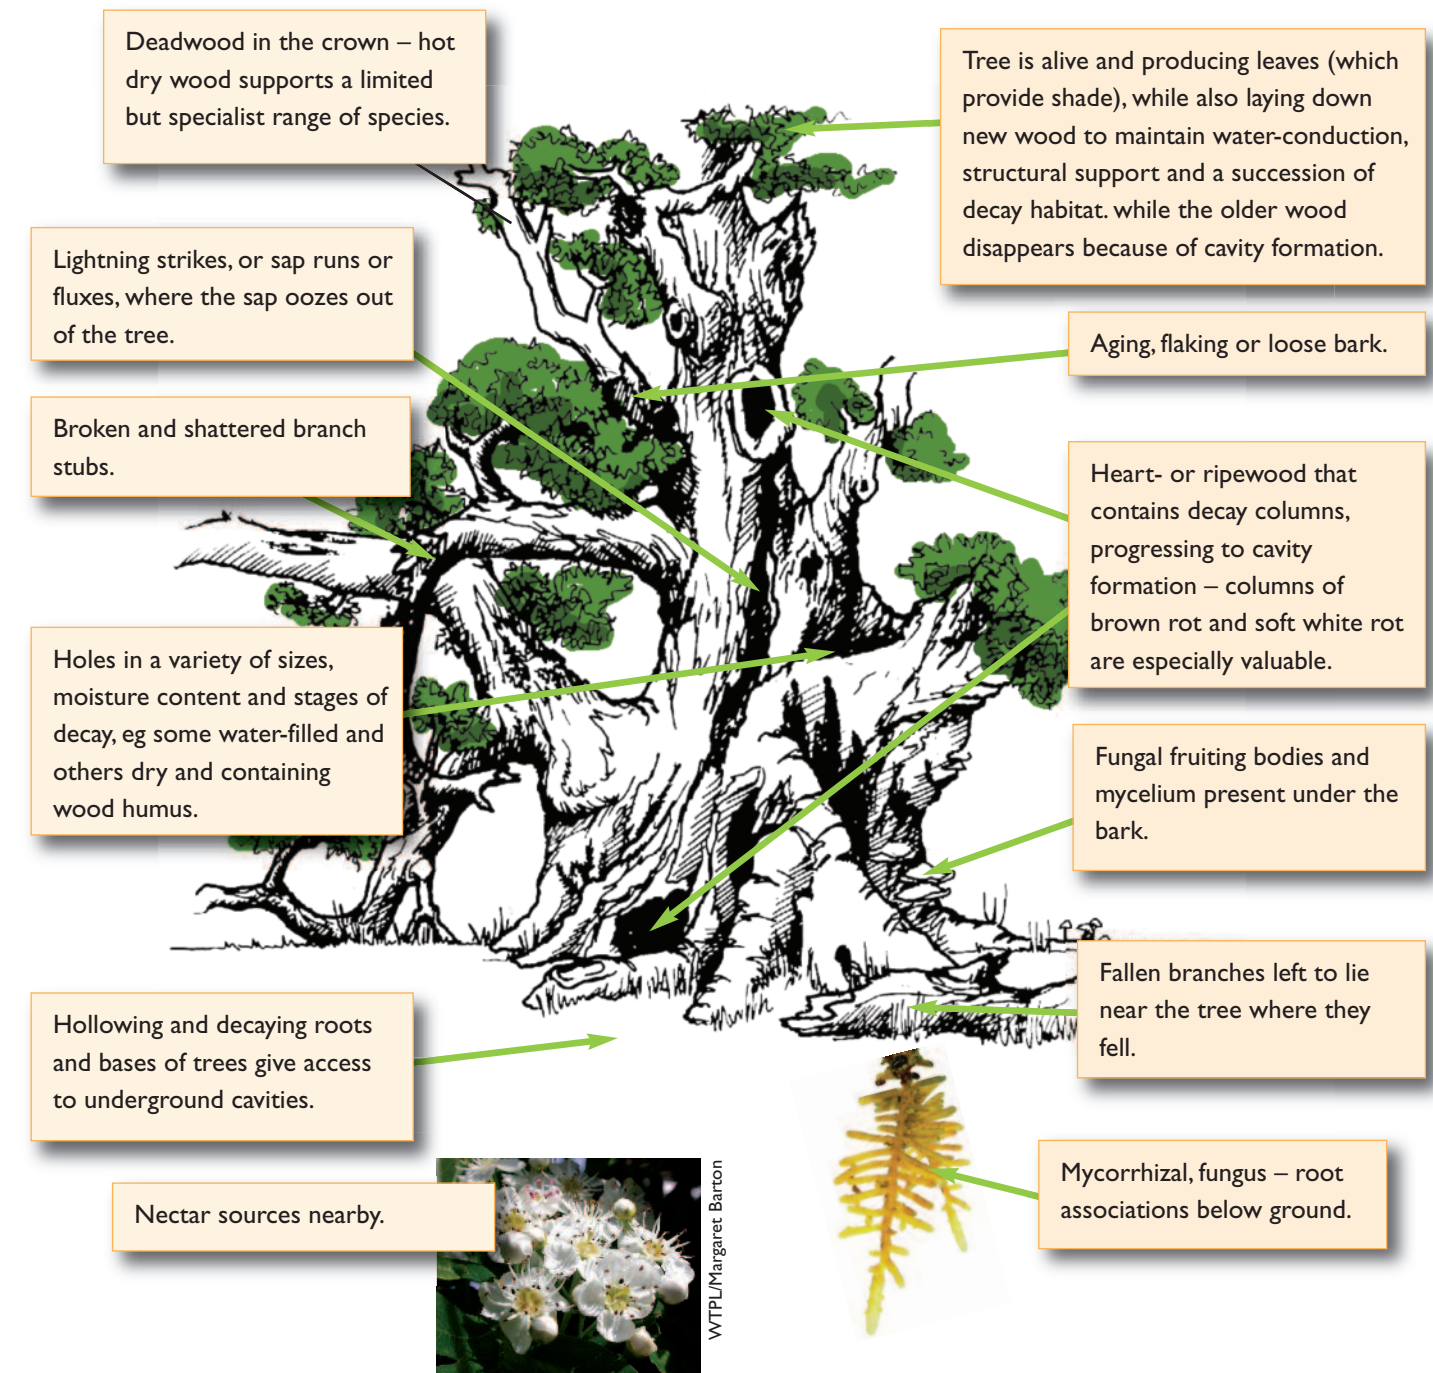 Deadwood in the crown – hot
dry wood supports a limited
but specialist range of species.
Tree is alive and producing leaves (which
provide shade), while also laying down
new wood to maintain water-conduction,
structural support and a succession of
decay habitat. while the older wood
disappears because of cavity formation.
Lightning strikes, or sap runs or
fluxes, where the sap oozes out
of the tree.
Aging, flaking or loose bark.
Broken and shattered branch
stubs.
Heart- or ripewood that
contains decay columns,
progressing to cavity
formation – columns of
brown rot and soft white rot
are especially valuable.
Holes in a variety of sizes,
moisture content and stages of
decay, eg some water-filled and
others dry and containing
wood humus.
Fungal fruiting bodies and
mycelium present under the
bark.
Fallen branches left to lie
near the tree where they
fell.
Hollowing and decaying roots
and bases of trees give access
to underground cavities.
Mycorrhizal, fungus – root
associations below ground.
Nectar sources nearby.
WTPL/Margaret Barton